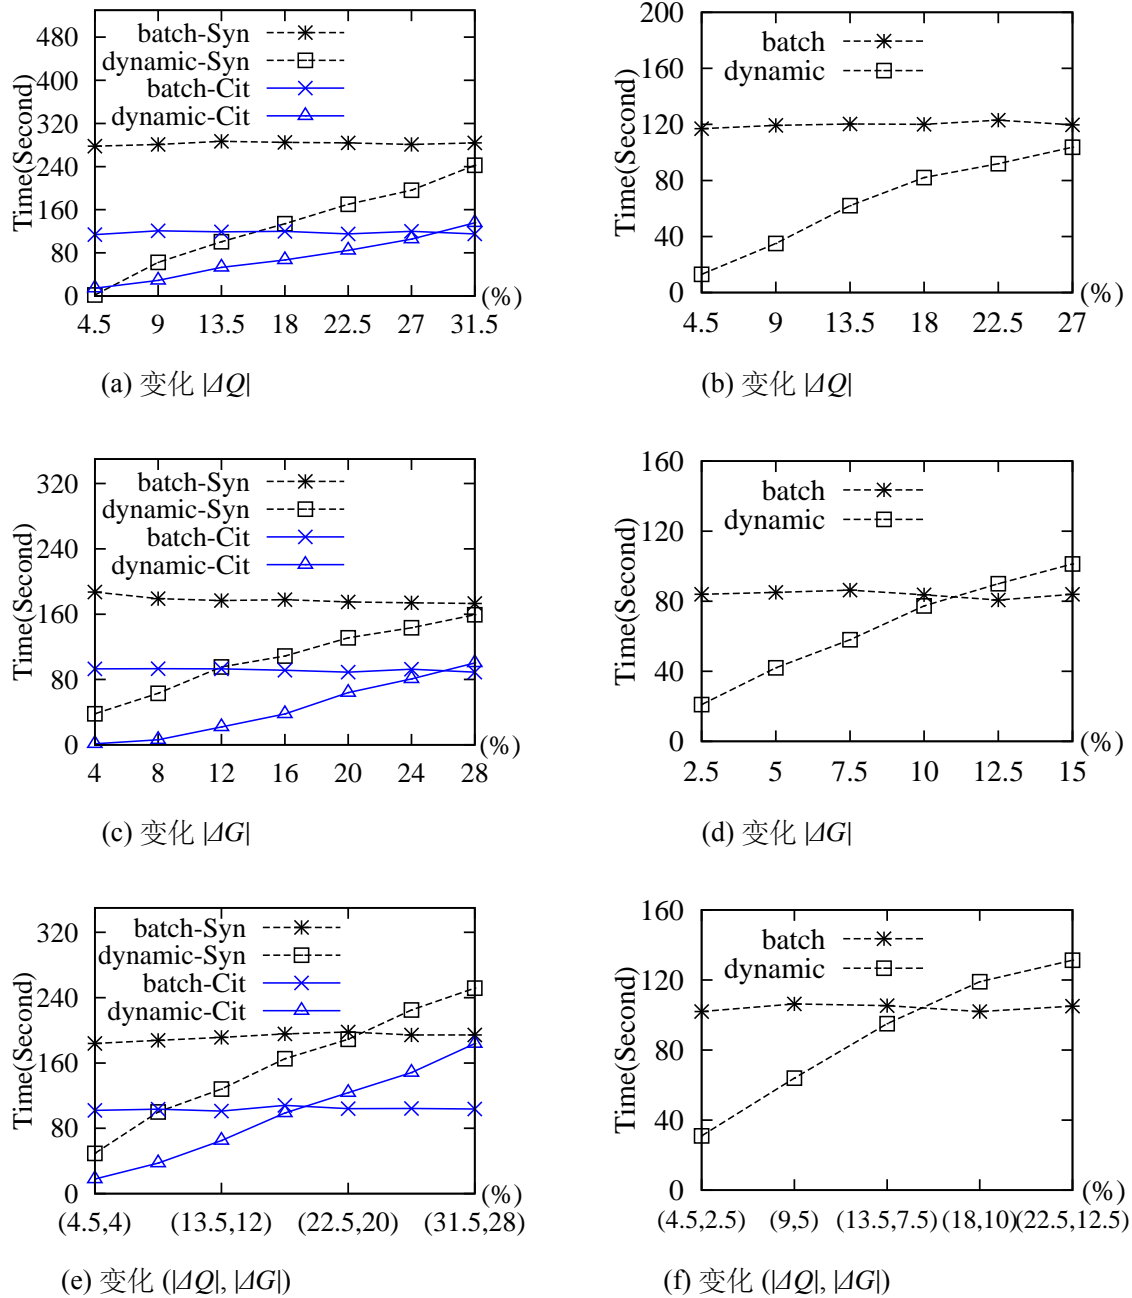 480
400
320
240
160
80
0
Time(Second)
batch-Syn
dynamic-Syn
batch-Cit
dynamic-Cit
4.5 9 13.5 18 22.5 27 31.5
(%)
(a) 变化 |ΔQ|
200
160
120
80
40
0
Time(Second)
batch
dynamic
4.5 9 13.5 18 22.5 27
(%)
(b) 变化 |ΔQ|
320
240
160
80
0
Time(Second)
batch-Syn
dynamic-Syn
batch-Cit
dynamic-Cit
4 8 12 16 20 24 28
(%)
(c) 变化 |ΔG|
160
120
80
40
0
Time(Second)
batch
dynamic
2.5 5 7.5 10 12.5 15
(%)
(d) 变化 |ΔG|
320
240
160
80
0
Time(Second)
batch-Syn
dynamic-Syn
batch-Cit
dynamic-Cit
(4.5,4) (13.5,12) (22.5,20) (31.5,28)
(%)
(e) 变化 (|ΔQ|, |ΔG|)
160
120
80
40
0
Time(Second)
batch
dynamic
(4.5,2.5) (9,5) (13.5,7.5) (18,10) (22.5,12.5)
(%)
(f) 变化 (|ΔQ|, |ΔG|)